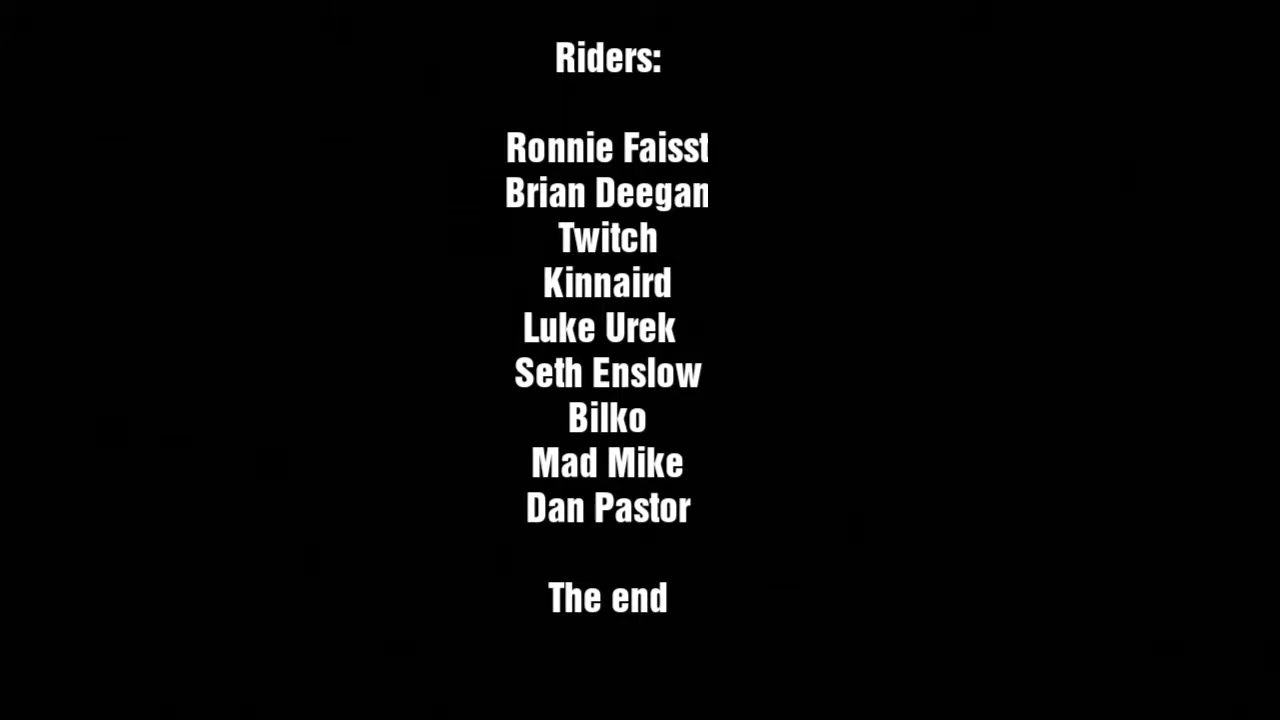 Riders:
Ronnie Faisst
Brian Deegan
Twitch
Kinnaird
Luke Urek
Seth Enslow
Bilko
Mad Mike
Dan Pastor
The end